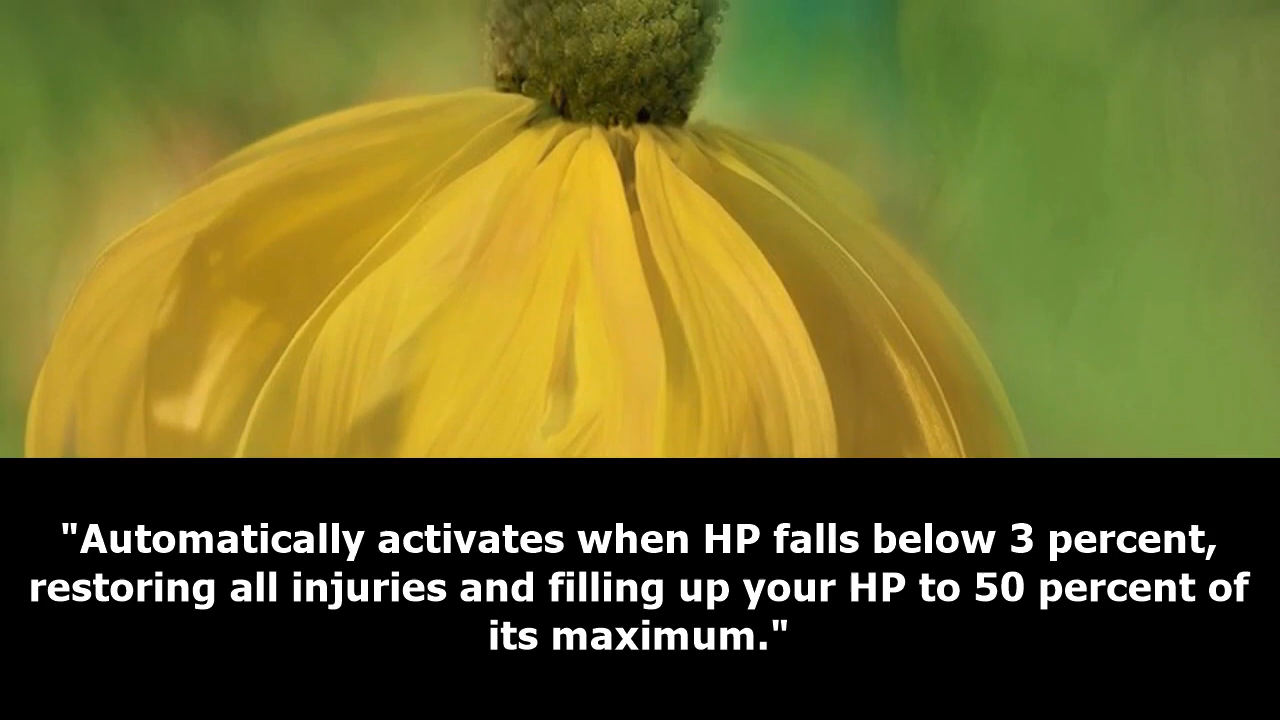 "Automatically activates when HP falls below 3 percent,
restoring all injuries and filling up your HP to 50 percent of
its maximum."